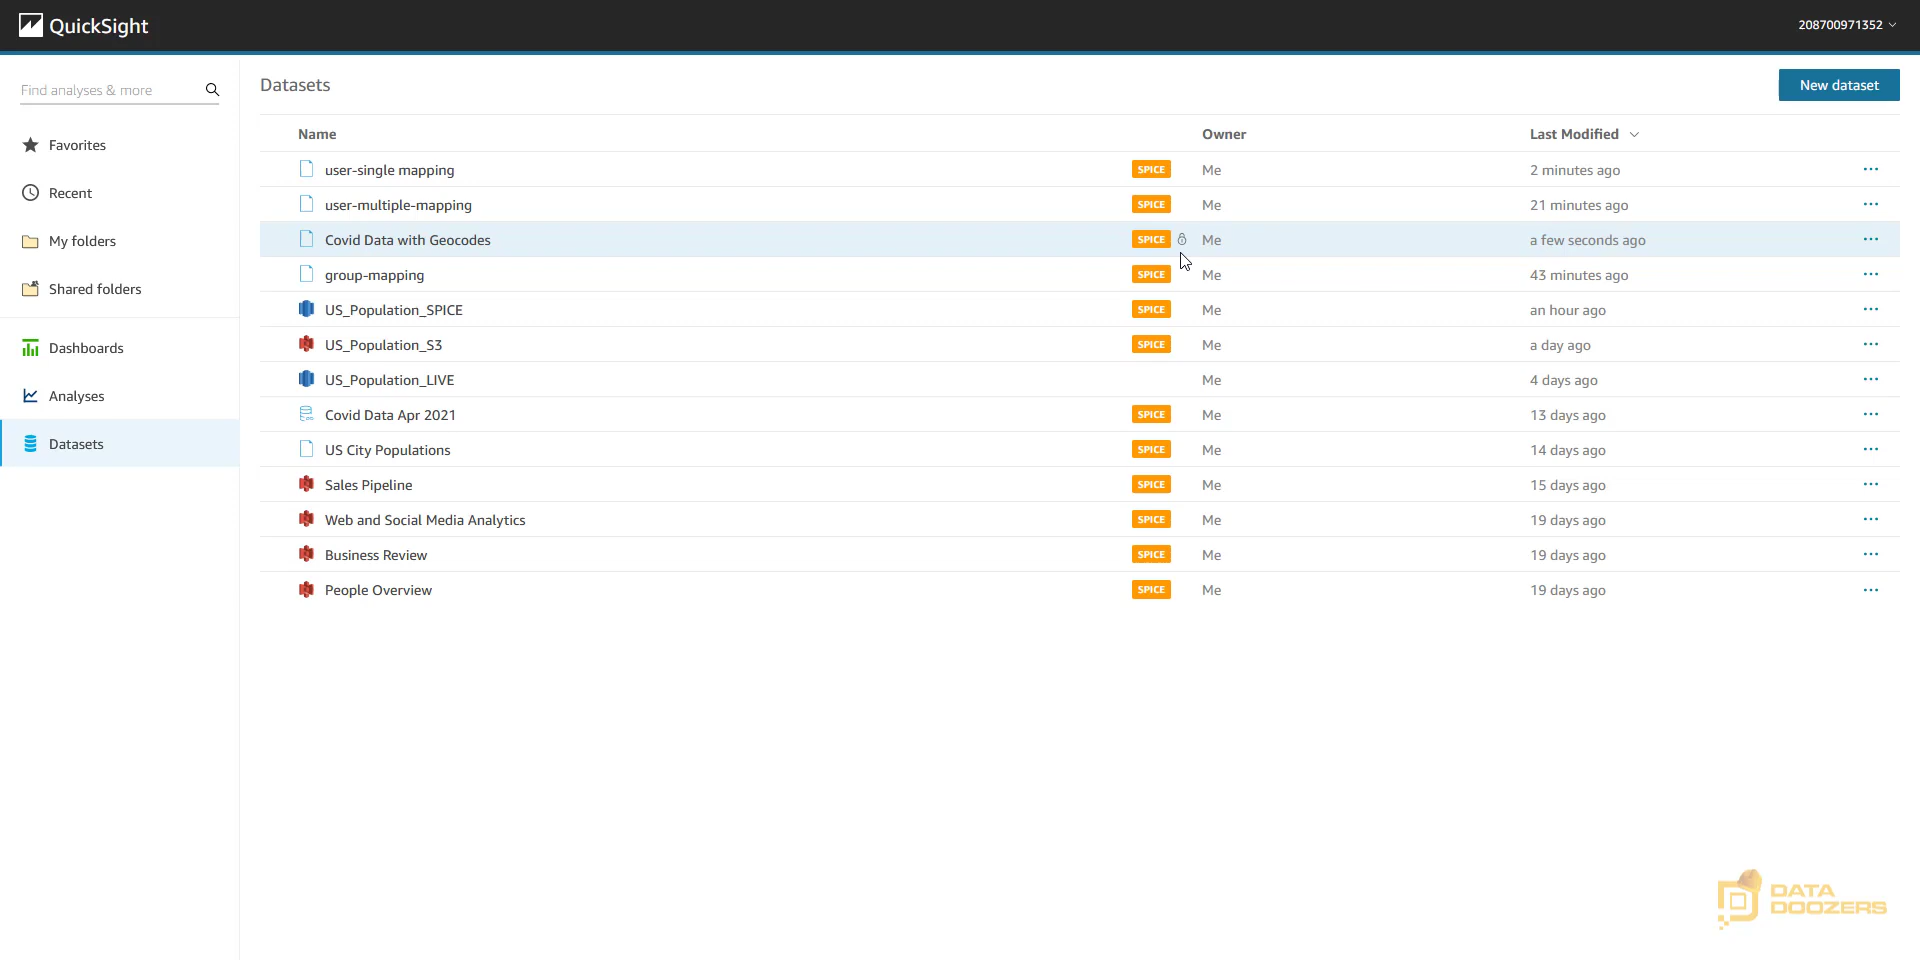 QuickSight
208700971352
Find analyses & more
Favorites
Recent
My folders
Shared folders
Dashboards
Analyses
Datasets
Datasets
New dataset
Name Owner Last Modified
user-single mapping SPICE Me 2 minutes ago
user-multiple-mapping SPICE Me 21 minutes ago
Covid Data with Geocodes SPICE Me a few seconds ago
group-mapping SPICE Me 43 minutes ago
US_Population_SPICE SPICE Me an hour ago
US_Population_S3 SPICE Me a day ago
US_Population_LIVE Me 4 days ago
Covid Data Apr 2021 SPICE Me 13 days ago
US City Populations SPICE Me 14 days ago
Sales Pipeline SPICE Me 15 days ago
Web and Social Media Analytics SPICE Me 19 days ago
Business Review SPICE Me 19 days ago
People Overview SPICE Me 19 days ago
DATA
DOOZERS